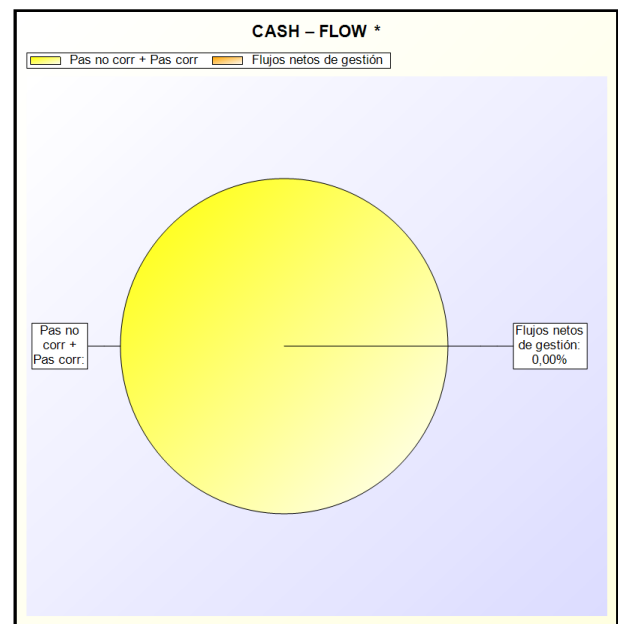 CASH – FLOW *
Pas no corr + Pas corr
Flujos netos de gestión
Pas no
corr +
Pas corr:
Flujos netos
de gestión:
0,00%